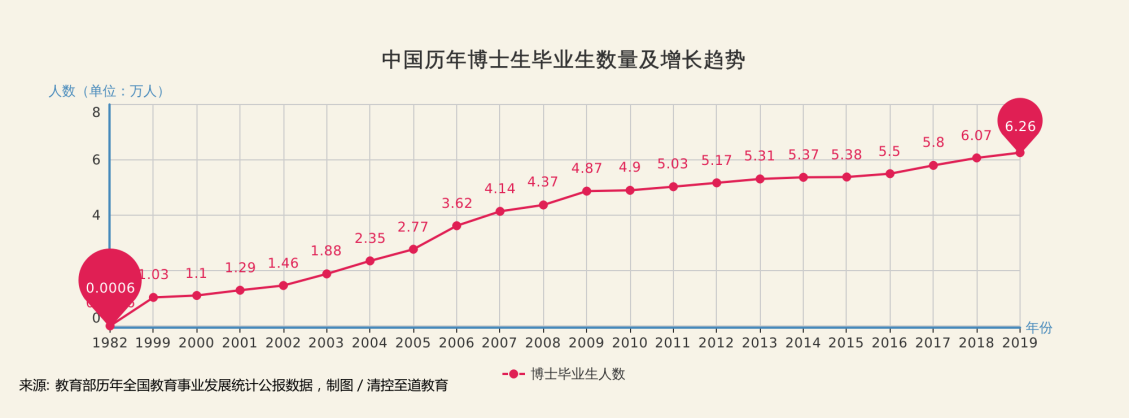 中国历年博士生毕业生数量及增长趋势
人数（单位：万人）
8
6
4
0
0.0006
1.03 1.1 1.29 1.46 1.88 2.35 2.77 3.62 4.14 4.37 4.87 4.9 5.03 5.17 5.31 5.37 5.38 5.5 5.8 6.07 6.26
年份
1982 1999 2000 2001 2002 2003 2004 2005 2006 2007 2008 2009 2010 2011 2012 2013 2014 2015 2016 2017 2018 2019
博士毕业生人数
来源: 教育部历年全国教育事业发展统计公报数据，制图 / 清控至道教育